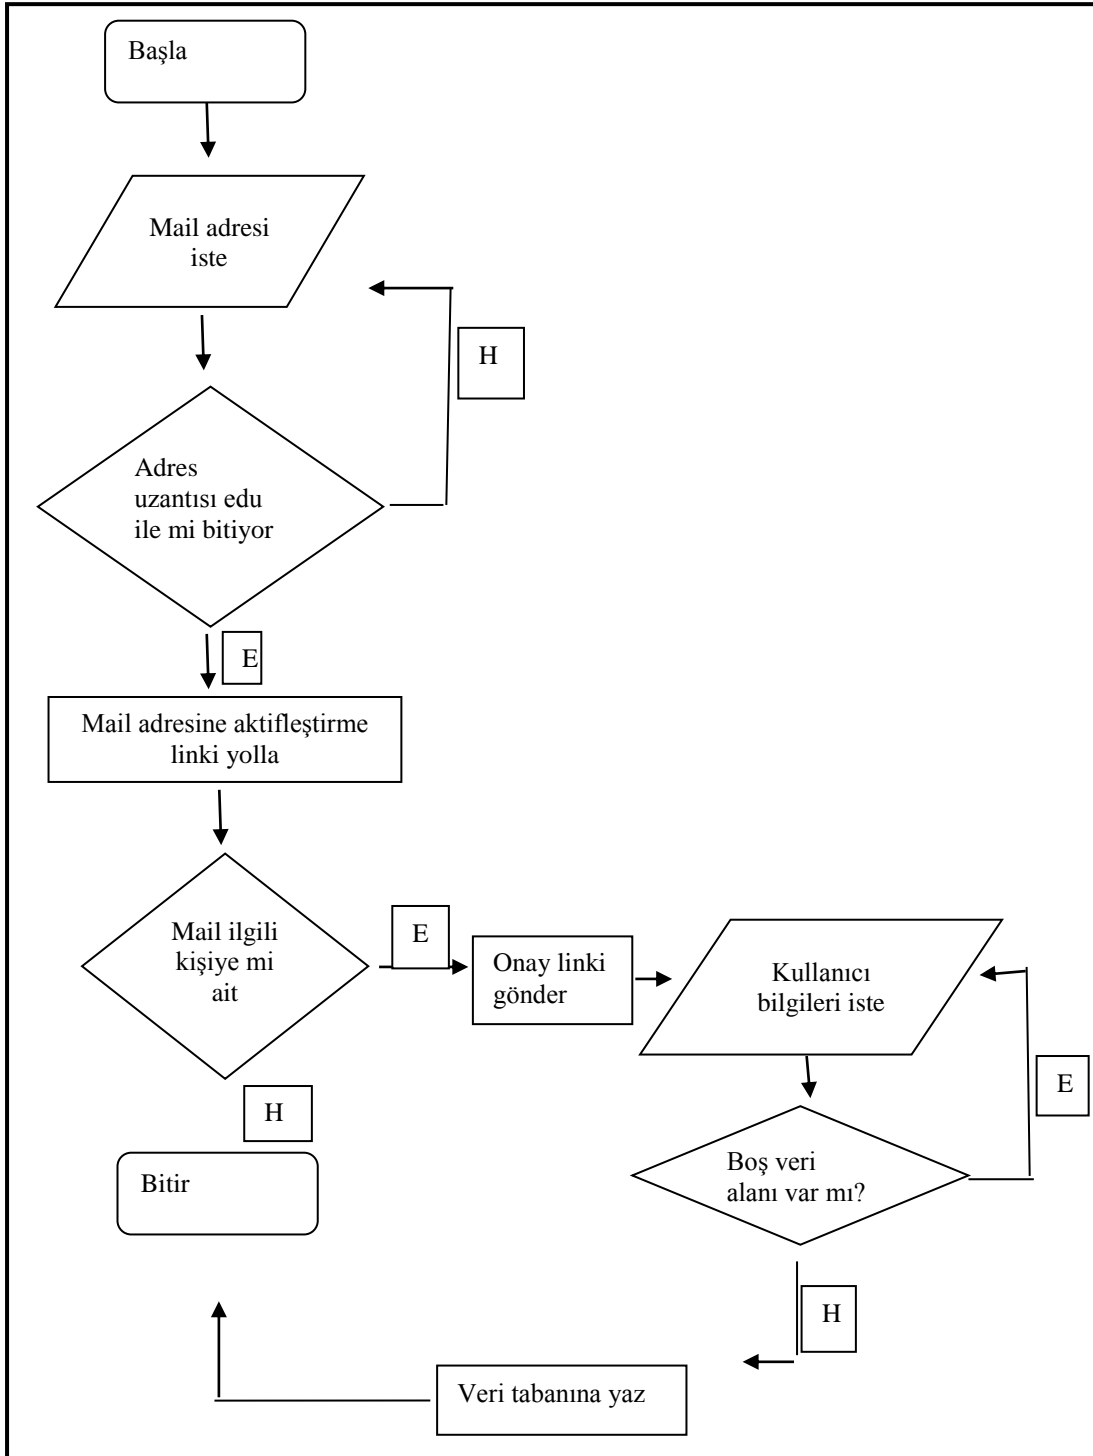 Başla
Mail adresi
iste
H
Adres
uzantısı edu
ile mi bitiyor
E
Mail adresine aktifleştirme
linki yolla
Mail ilgili
kişiye mi
ait
E
Onay linki
gönder
Kullanıcı
bilgileri iste
E
Boş veri
alanı var mı?
H
Bitir
H
Veri tabanına yaz